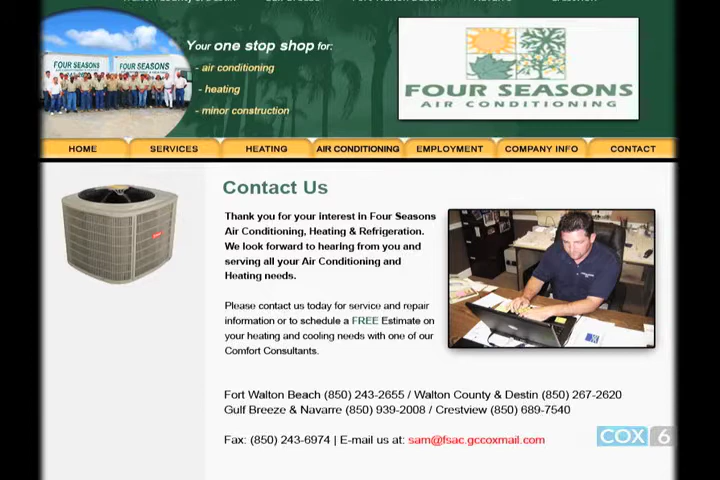 FOUR SEASONS
FOUR SEASONS
Your one stop shop for:
- air conditioning
- heating
- minor construction
FOUR SEASONS
AIR CONDITIONING
HOME SERVICES HEATING AIR CONDITIONING EMPLOYMENT COMPANY INFO CONTACT
Contact Us
Thank you for your interest in Four Seasons
Air Conditioning, Heating & Refrigeration.
We look forward to hearing from you and
serving all your Air Conditioning and
Heating needs.
Please contact us today for service and repair
information or to schedule a FREE Estimate on
your heating and cooling needs with one of our
Comfort Consultants.
Fort Walton Beach (850) 243-2655 / Walton County & Destin (850) 267-2620
Gulf Breeze & Navarre (850) 939-2008 / Crestview (850) 689-7540
Fax: (850) 243-6974 | E-mail us at: sam@fsac.gccoxmail.com
COX 6